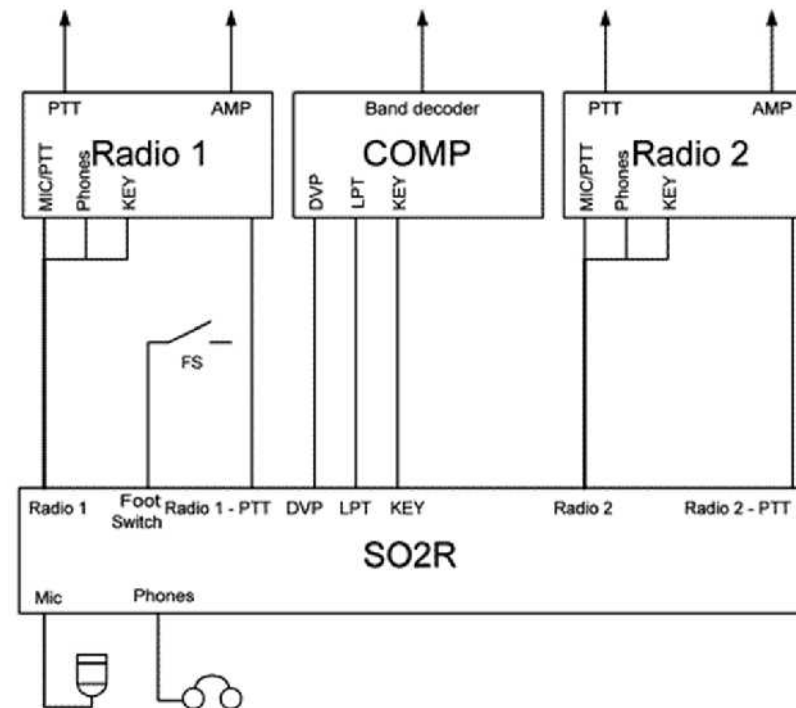 PTT AMP
Radio 1
MIC/PTT
Phones
KEY
Band decoder
COMP
DVP
LPT
KEY
PTT AMP
Radio 2
MIC/PTT
Phones
KEY
FS
Radio 1 Foot Switch Radio 1 - PTT DVP LPT KEY Radio 2 Radio 2 - PTT
SO2R
Mic Phones